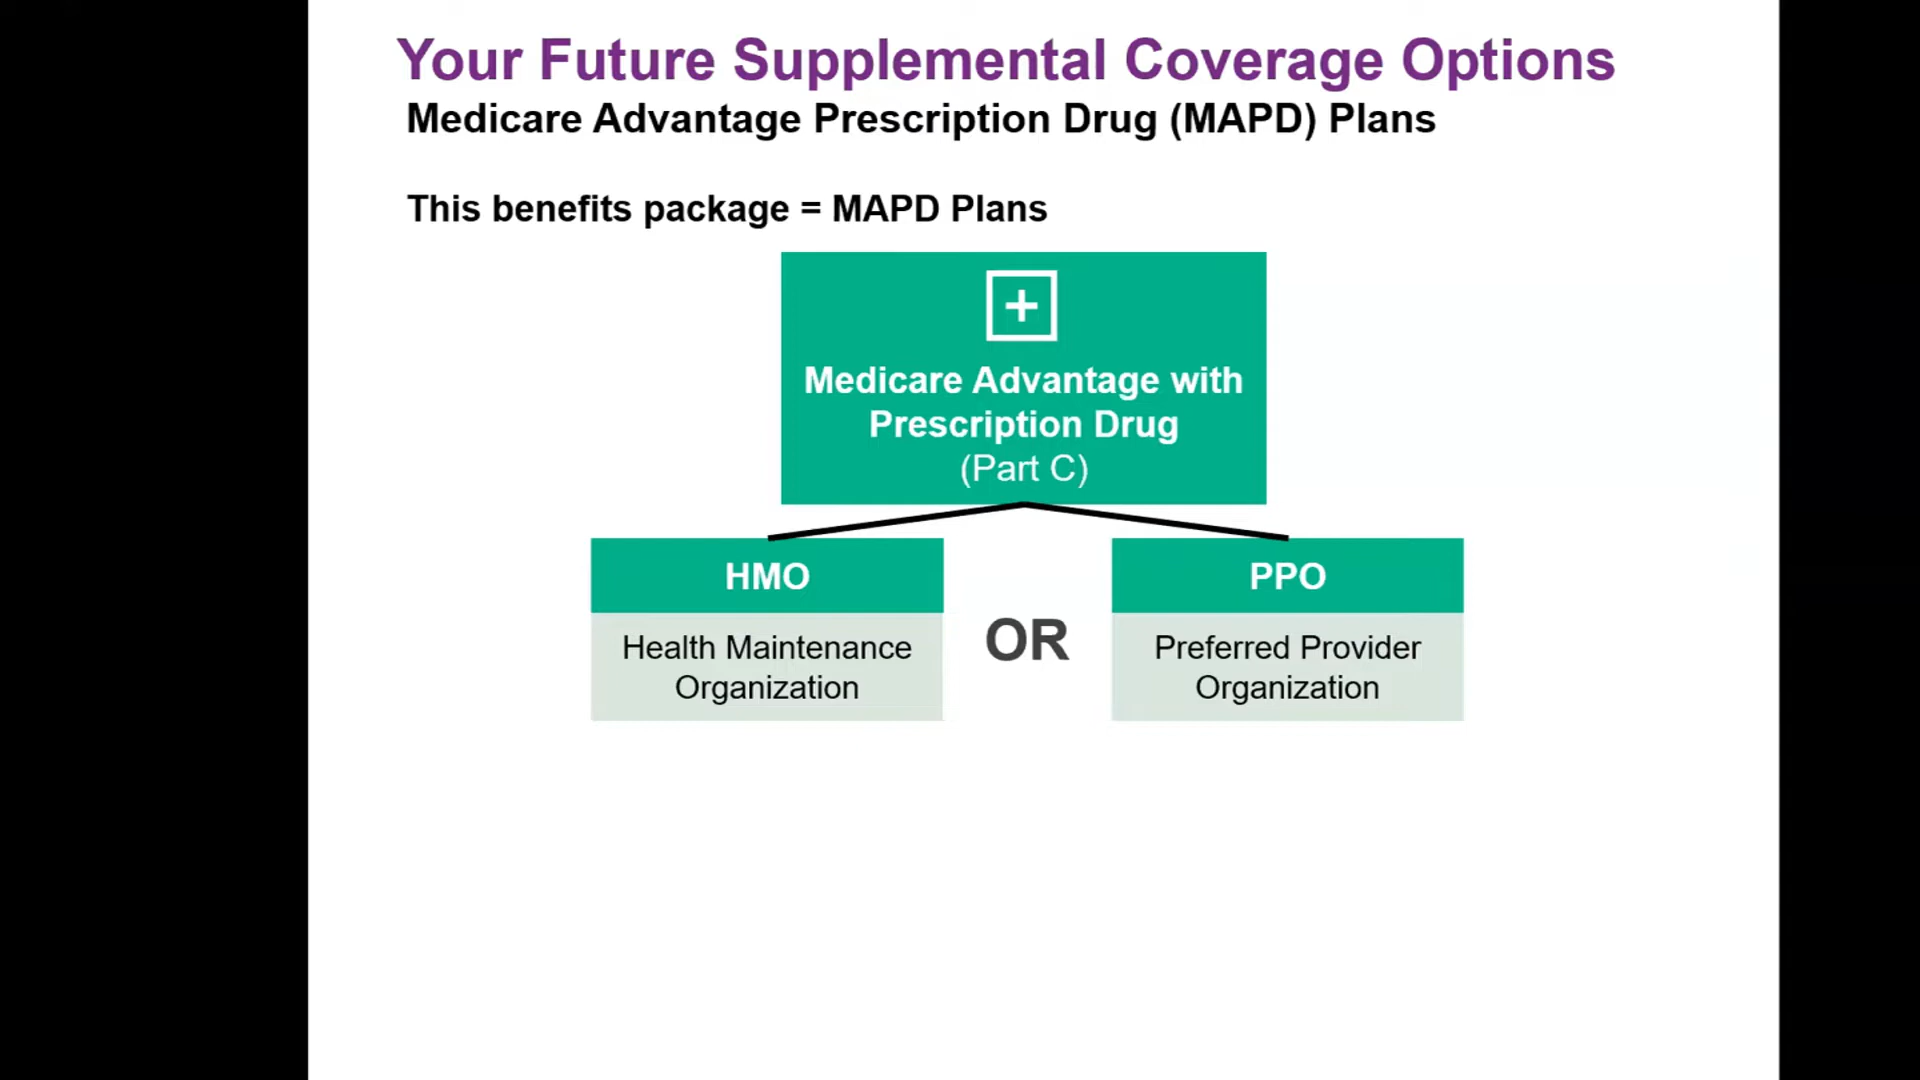 Your Future Supplemental Coverage Options
Medicare Advantage Prescription Drug (MAPD) Plans
This benefits package = MAPD Plans
Medicare Advantage with
Prescription Drug
(Part C)
HMO
Health Maintenance
Organization
OR
PPO
Preferred Provider
Organization